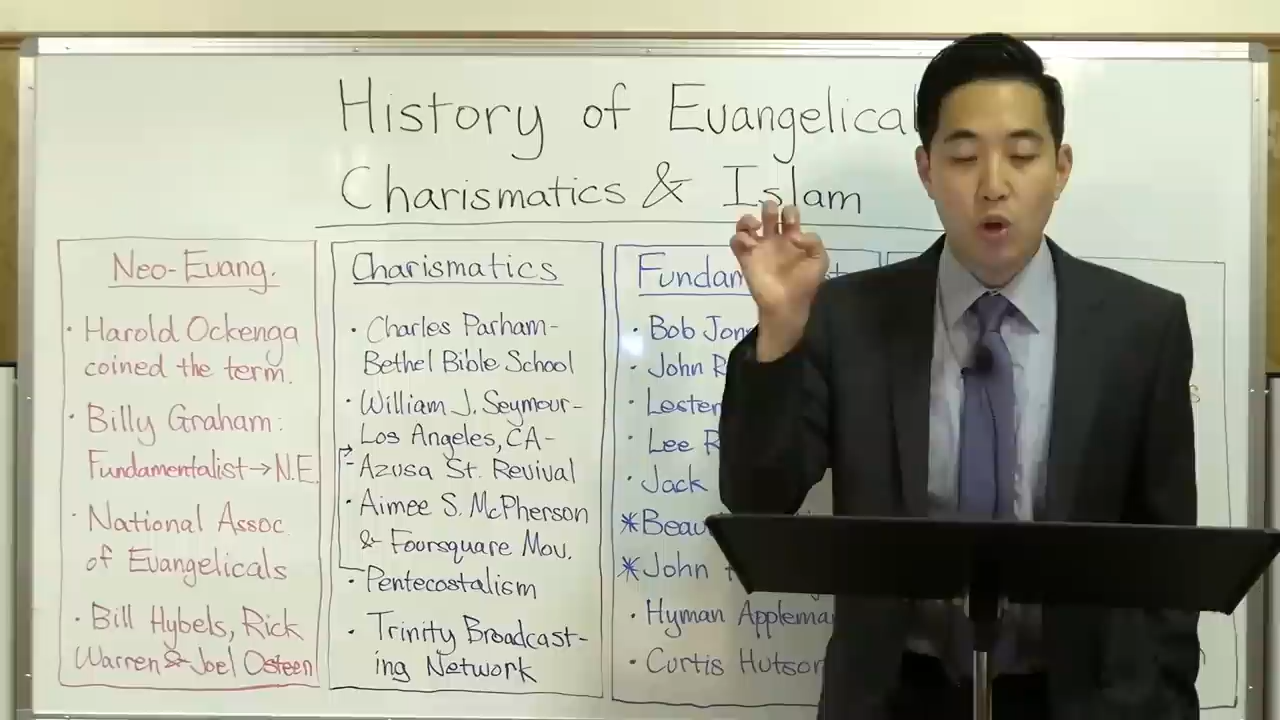 History of Evangelical
Charismatics & Islam
Neo-Evang.
• Harold Ockenga
coined the term.
• Billy Graham:
Fundamentalist→N.E.
• National Assoc.
of Evangelicals
• Bill Hybels, Rick
Warren & Joel Osteen
Charismatics
• Charles Parham-
Bethel Bible School
• William J. Seymour-
Los Angeles, CA-
- Azusa St. Revival
• Aimee S. McPherson
& Foursquare Mov.
• Pentecostalism
• Trinity Broadcast-
ing Network
Fundam
• Bob Jon
• John R
• Lester
• Lee R
• Jack
*Beau
*John
• Hyman Applema
• Curtis Hutson